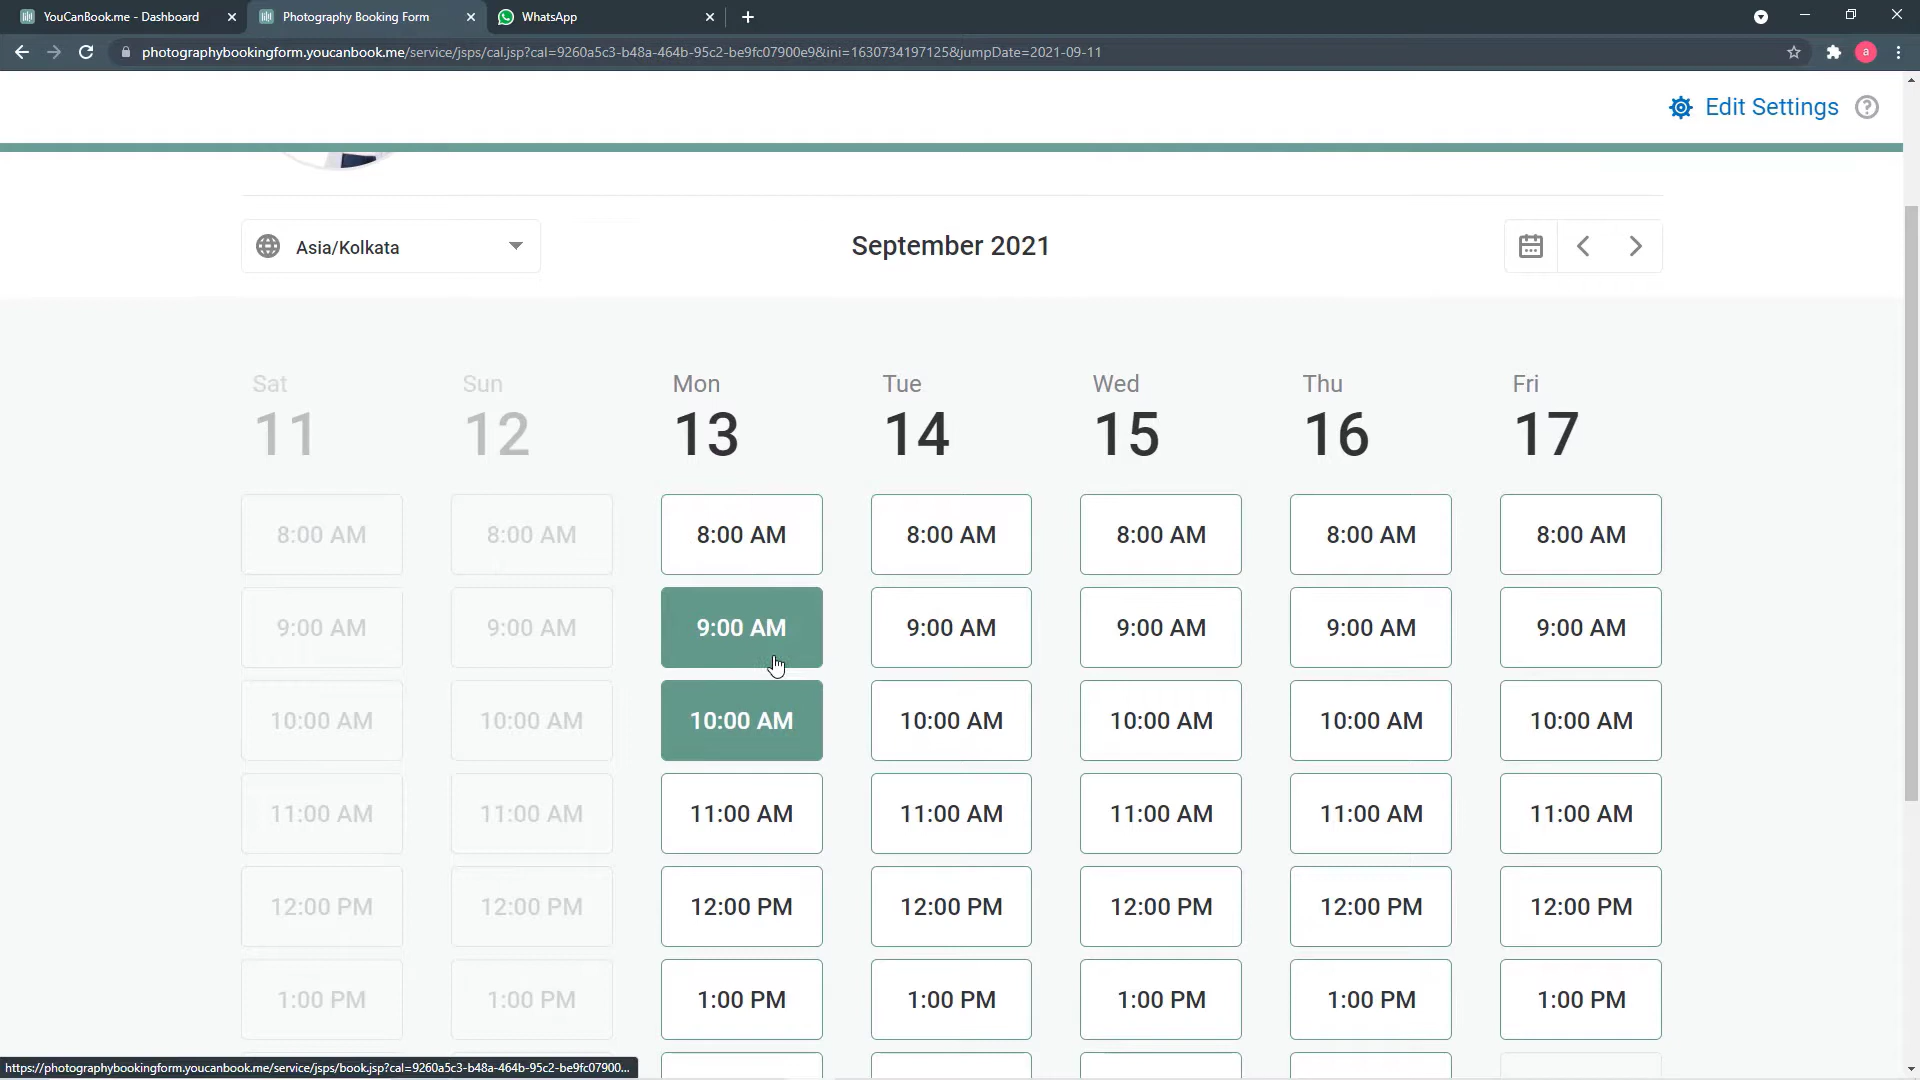 YouCanBook.me - Dashboard
Photography Booking Form
WhatsApp
photographybookingform.youcanbook.me/service/jsps/cal.jsp?cal=9260a5c3-b48a-464b-95c2-be9fc07900e9&ini=1630734197125&jumpDate=2021-09-11
a
Edit Settings ?
Asia/Kolkata
September 2021
Sat Sun Mon Tue Wed Thu Fri
11 12 13 14 15 16 17
8:00 AM 8:00 AM 8:00 AM 8:00 AM 8:00 AM 8:00 AM 8:00 AM
9:00 AM 9:00 AM 9:00 AM 9:00 AM 9:00 AM 9:00 AM 9:00 AM
10:00 AM 10:00 AM 10:00 AM 10:00 AM 10:00 AM 10:00 AM 10:00 AM
11:00 AM 11:00 AM 11:00 AM 11:00 AM 11:00 AM 11:00 AM 11:00 AM
12:00 PM 12:00 PM 12:00 PM 12:00 PM 12:00 PM 12:00 PM 12:00 PM
1:00 PM 1:00 PM 1:00 PM 1:00 PM 1:00 PM 1:00 PM 1:00 PM
https://photographybookingform.youcanbook.me/service/jsps/book.jsp?cal=9260a5c3-b48a-464b-95c2-be9fc07900...